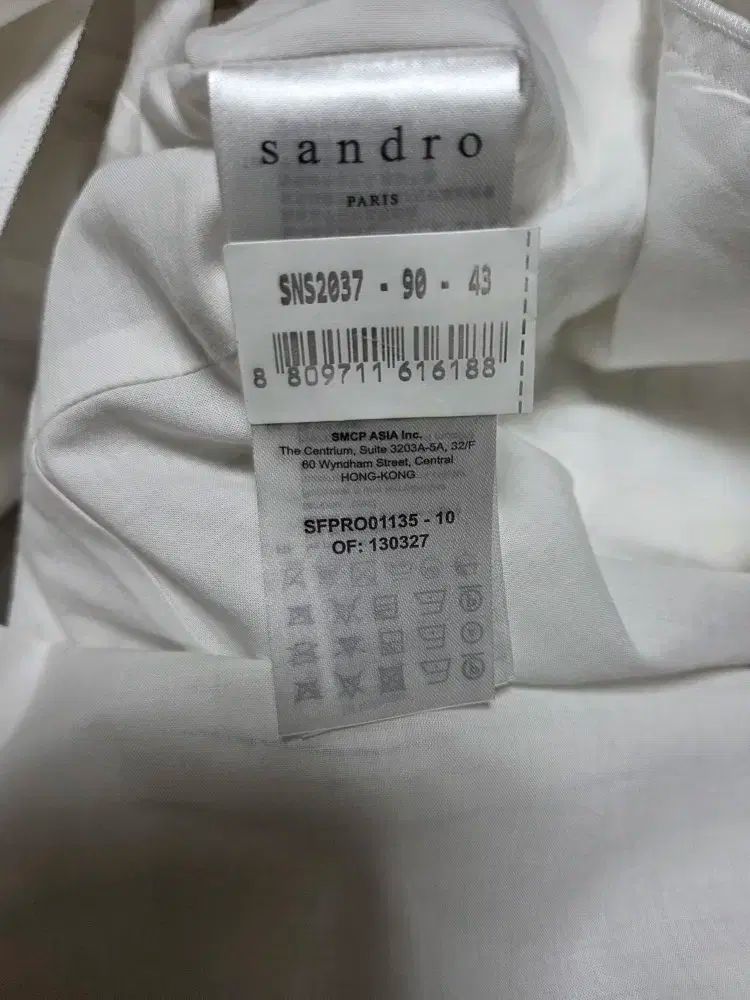 sandro
PARIS
SNS2037 - 90 - 43
8 809711 616188
SMCP ASIA Inc.
The Centrium, Suite 3203A-5A, 32/F
60 Wyndham Street, Central
HONG-KONG
SFPRO01135 - 10
OF: 130327